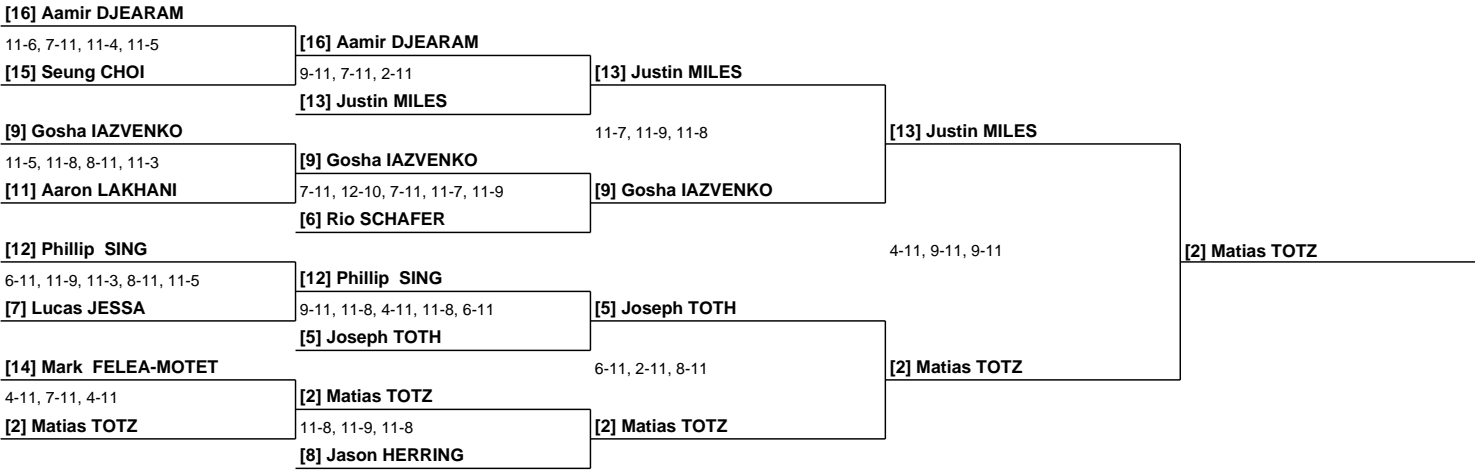 [16] Aamir DJEARAM
11-6, 7-11, 11-4, 11-5
[16] Aamir DJEARAM
[15] Seung CHOI
9-11, 7-11, 2-11
[13] Justin MILES
[13] Justin MILES
[9] Gosha IAZVENKO
11-7, 11-9, 11-8
[13] Justin MILES
11-5, 11-8, 8-11, 11-3
[9] Gosha IAZVENKO
[11] Aaron LAKHANI
7-11, 12-10, 7-11, 11-7, 11-9
[9] Gosha IAZVENKO
[6] Rio SCHAFER
[12] Phillip  SING
4-11, 9-11, 9-11
[2] Matias TOTZ
6-11, 11-9, 11-3, 8-11, 11-5
[12] Phillip  SING
[7] Lucas JESSA
9-11, 11-8, 4-11, 11-8, 6-11
[5] Joseph TOTH
[5] Joseph TOTH
[14] Mark  FELEA-MOTET
6-11, 2-11, 8-11
[2] Matias TOTZ
4-11, 7-11, 4-11
[2] Matias TOTZ
[2] Matias TOTZ
11-8, 11-9, 11-8
[2] Matias TOTZ
[8] Jason HERRING